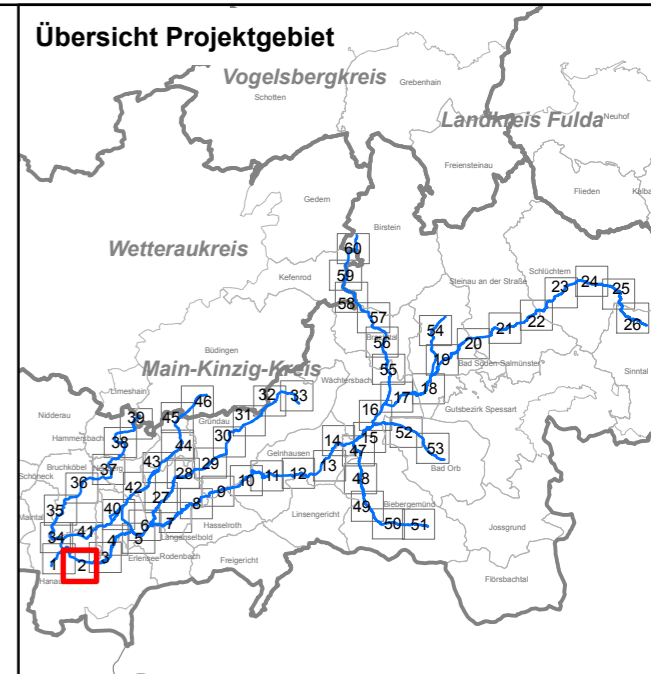 Übersicht Projektgebiet
Vogelsbergkreis
Grebenhain
Schotten
Landkreis Fulda
Neuhof
Freiensteinau
Flieden
Kalba
Gedern
Birstein
Wetteraukreis
60
Kefenrod
59
Steinau an der Straße
Schlüchtern
23
24
25
58
57
54
22
26
21
56
20
Sinntal
Büdingen
19
Bad Soden-Salmünster
Main-Kinzig-Kreis
55
Wächtersbach
18
17
Limeshain
46
32
33
Gutsbezirk Spessart
Nidderau
39
45
31
16
Gründau
Hammersbach
38
30
52
15
14
44
53
Bruchköbel
Gelnhausen
47
Bad Orb
Schöneck
37
43
29
13
36
28
12
11
10
48
42
9
27
Biebergemünd
35
8
49
Maintal
40
Hasselroth
Linsengericht
41
6
7
50
51
Jossgrund
34
4
5
Langenselbold
Erlensee
Rodenbach
Freigericht
3
2
1
Hanau
Flörsbachtal